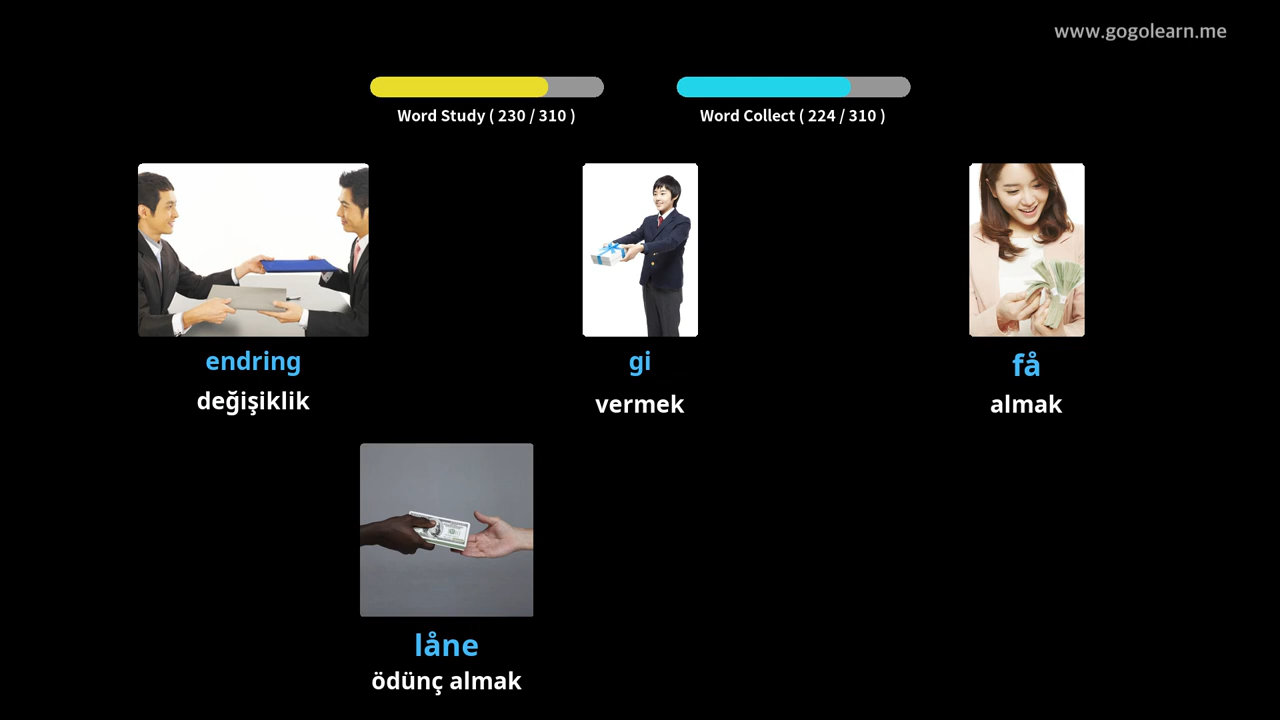 www.gogolearn.me
Word Study ( 230 / 310 )
Word Collect ( 224 / 310 )
endring
değişiklik
gi
vermek
få
almak
låne
ödünç almak